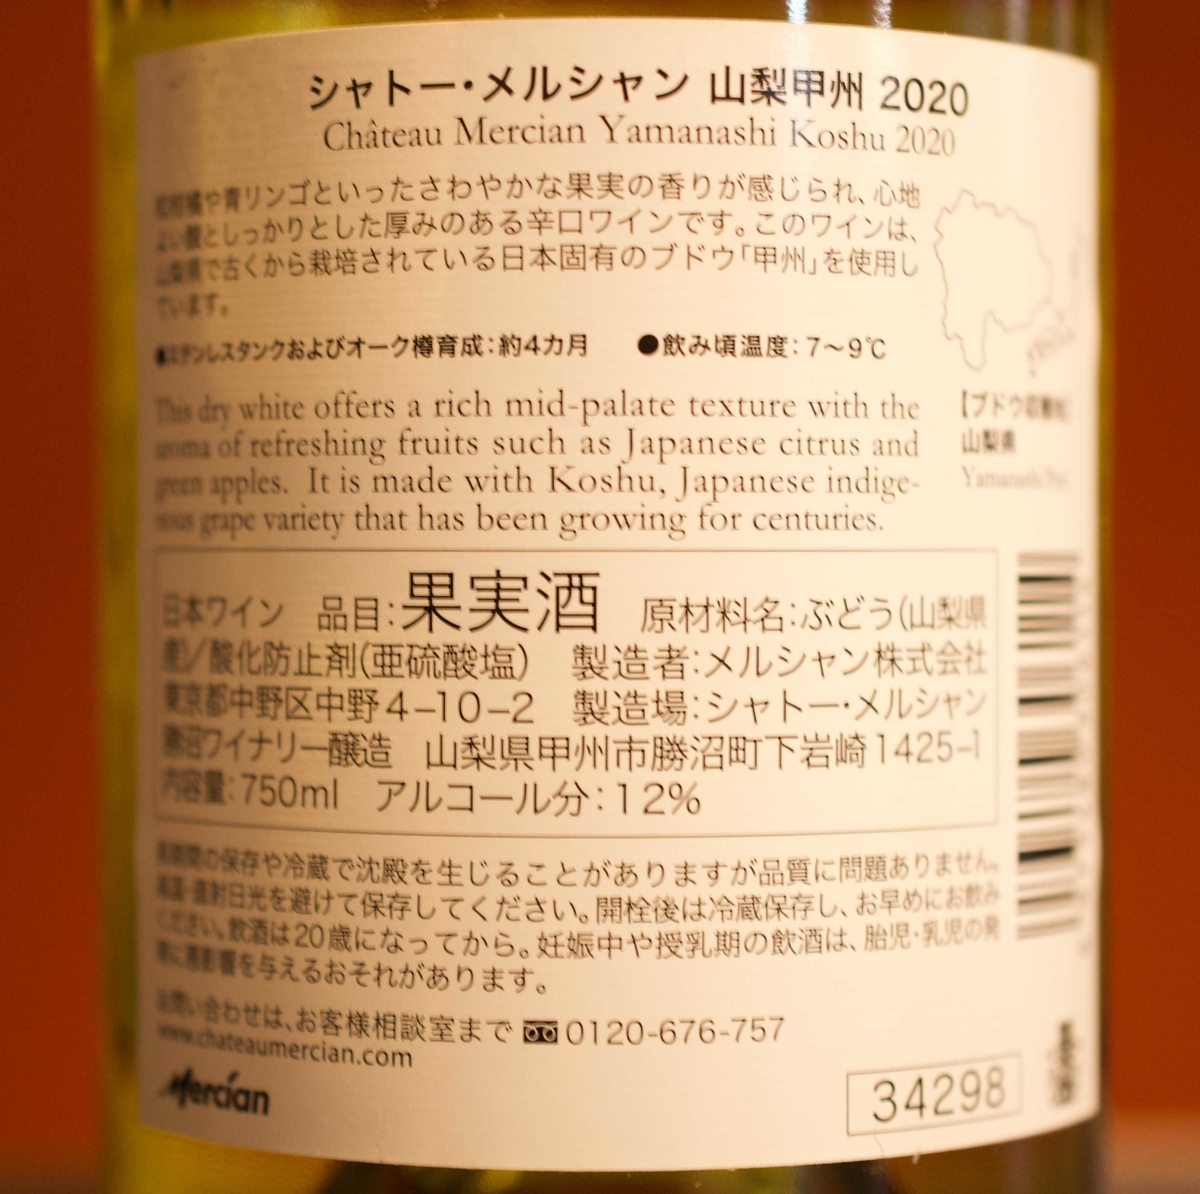 シャトー・メルシャン 山梨甲州 2020
Château Mercian Yamanashi Koshu 2020
和柑橘や青リンゴといったさわやかな果実の香りが感じられ、心地
よい酸としっかりとした厚みのある辛口ワインです。このワインは、
山梨県で古くから栽培されている日本固有のブドウ「甲州」を使用し
ています。
●ステンレスタンクおよびオーク樽育成：約4カ月 ●飲み頃温度：7〜9℃
This dry white offers a rich mid-palate texture with the
aroma of refreshing fruits such as Japanese citrus and
green apples. It is made with Koshu, Japanese indige-
nous grape variety that has been growing for centuries.
【ブドウ収穫地】
山梨県
Yamanashi
日本ワイン 品目：果実酒 原材料名：ぶどう(山梨県
産)／酸化防止剤(亜硫酸塩) 製造者：メルシャン株式会社
東京都中野区中野4−10−2 製造場：シャトー・メルシャン
勝沼ワイナリー醸造 山梨県甲州市勝沼町下岩崎1425−1
内容量：750ml アルコール分：12%
長期間の保存や冷蔵で沈殿を生じることがありますが品質に問題ありません。
高温・直射日光を避けて保存してください。開栓後は冷蔵保存し、お早めにお飲み
ください。飲酒は20歳になってから。妊娠中や授乳期の飲酒は、胎児・乳児の発
育に悪影響を与えるおそれがあります。
お問い合わせは、お客様相談室まで 0120-676-757
www.chateaumercian.com
Mercian
34298